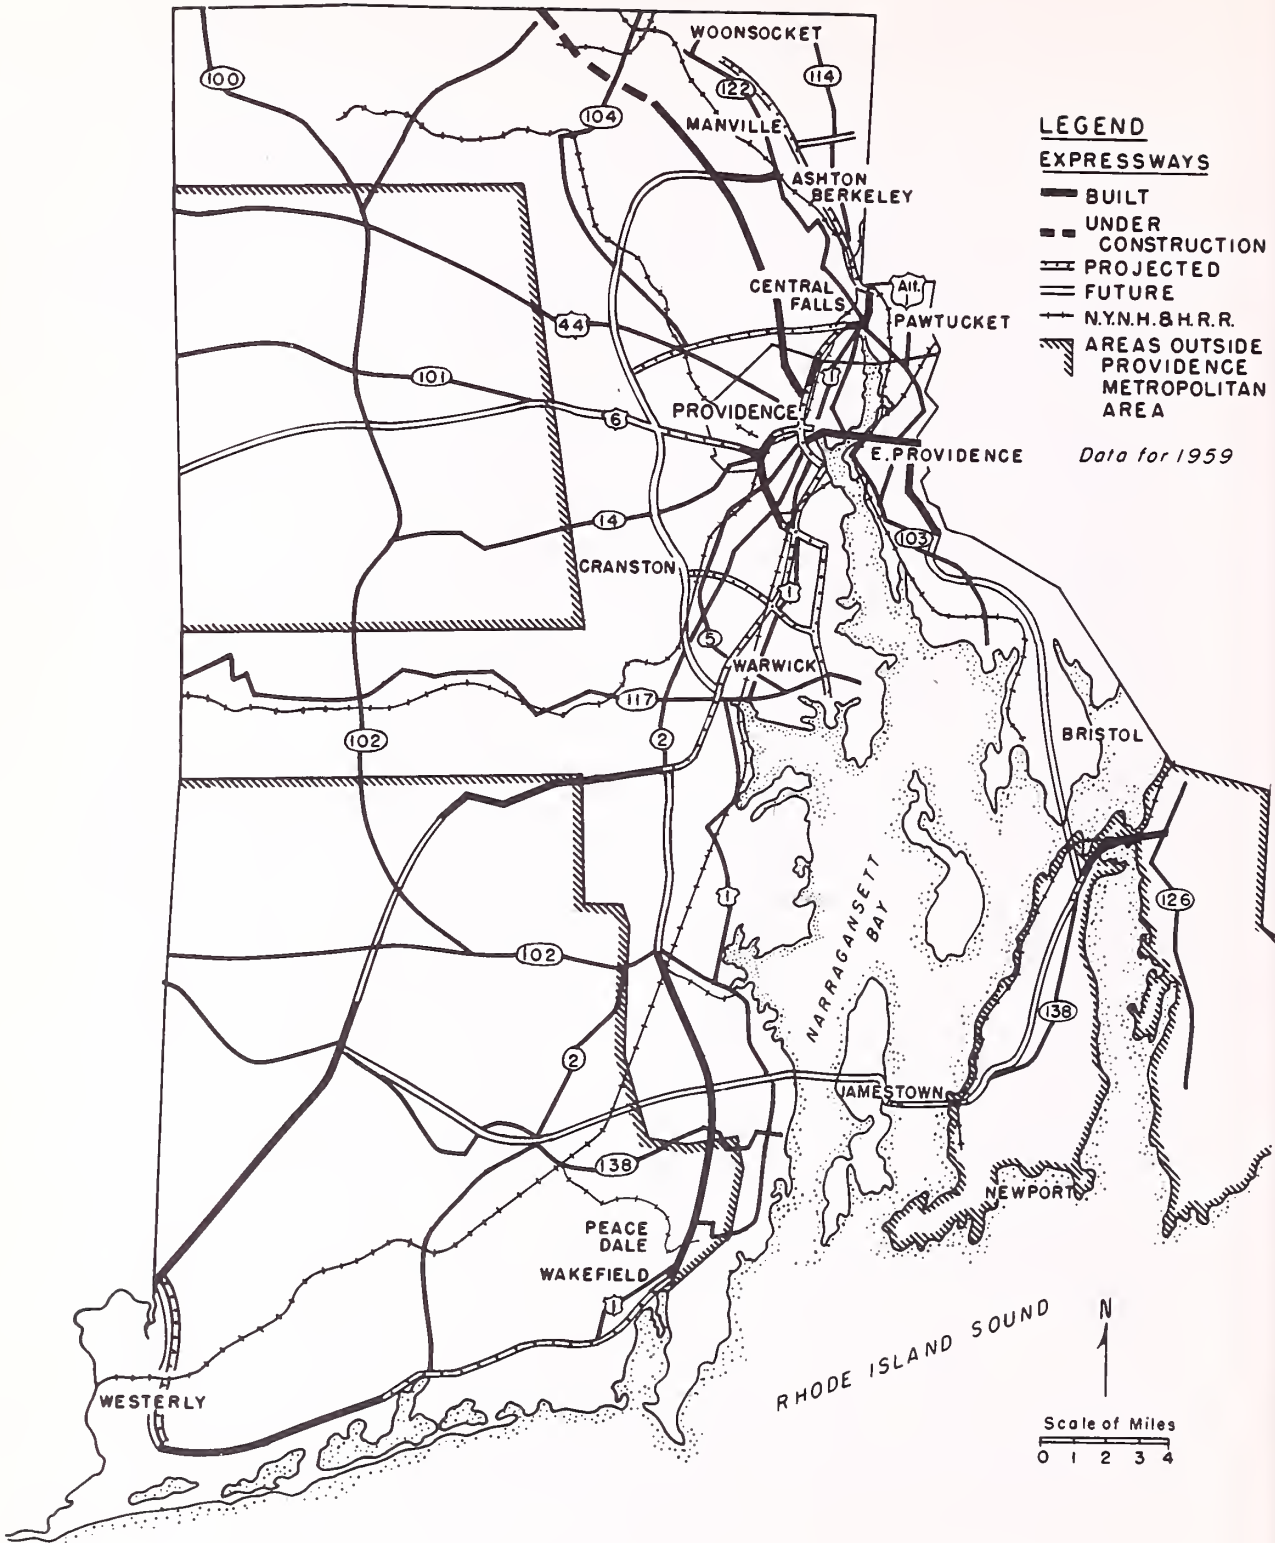 WOONSOCKET
100
114
122
104
MANVILLE
ASHTON
BERKELEY
CENTRAL
FALLS
Alt.
1
PAWTUCKET
44
101
1
PROVIDENCE
6
E. PROVIDENCE
14
103
CRANSTON
1
5
WARWICK
117
102
2
BRISTOL
1
126
NARRAGANSETT
BAY
102
138
2
JAMESTOWN
138
NEWPORT
PEACE
DALE
WAKEFIELD
1
RHODE ISLAND SOUND
WESTERLY
LEGEND
EXPRESSWAYS
BUILT
UNDER
CONSTRUCTION
PROJECTED
FUTURE
N.Y.N.H. & H.R.R.
AREAS OUTSIDE
PROVIDENCE
METROPOLITAN
AREA
Data for 1959
N
Scale of Miles
0 1 2 3 4